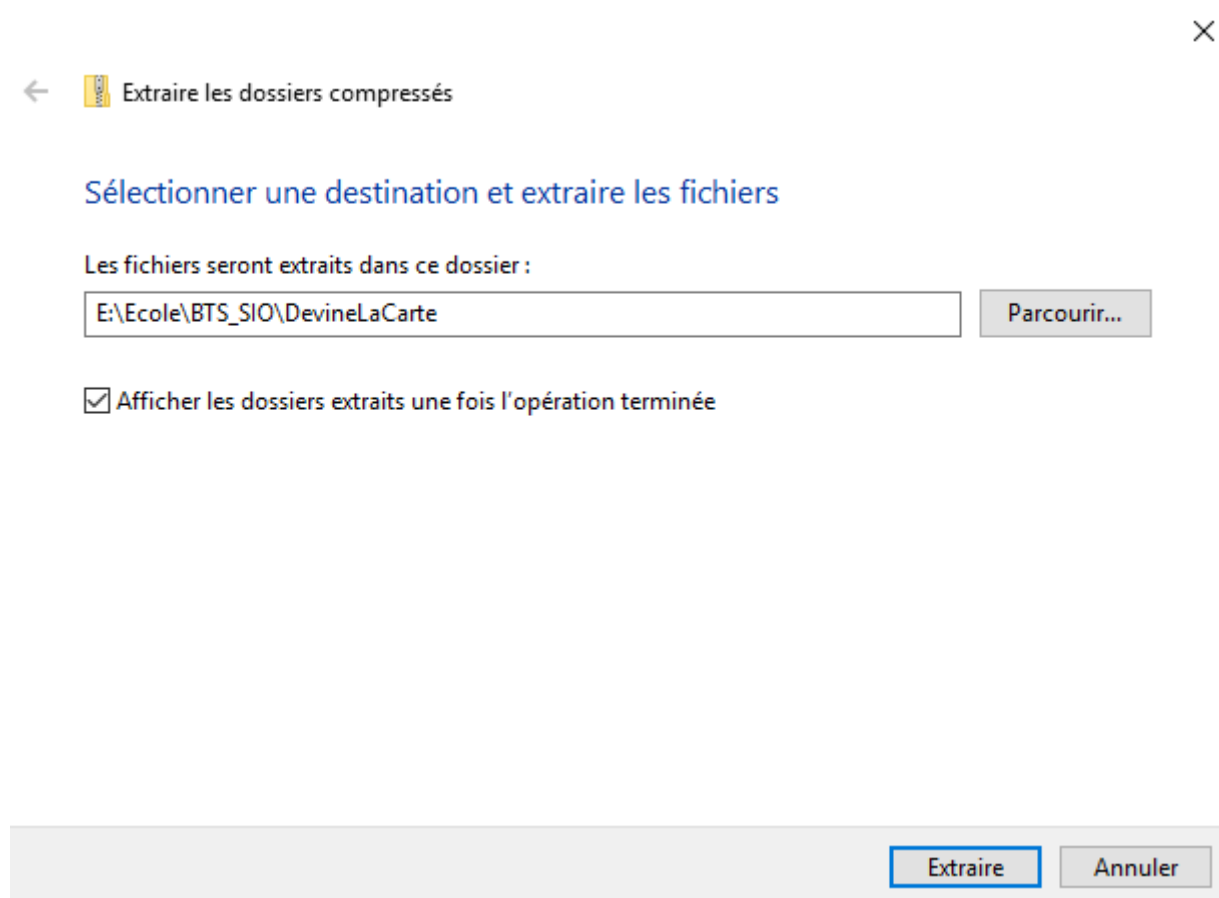 Extraire les dossiers compressés
Sélectionner une destination et extraire les fichiers
Les fichiers seront extraits dans ce dossier :
E:\Ecole\BTS_SIO\DevineLaCarte
Parcourir...
Afficher les dossiers extraits une fois l’opération terminée
Extraire
Annuler